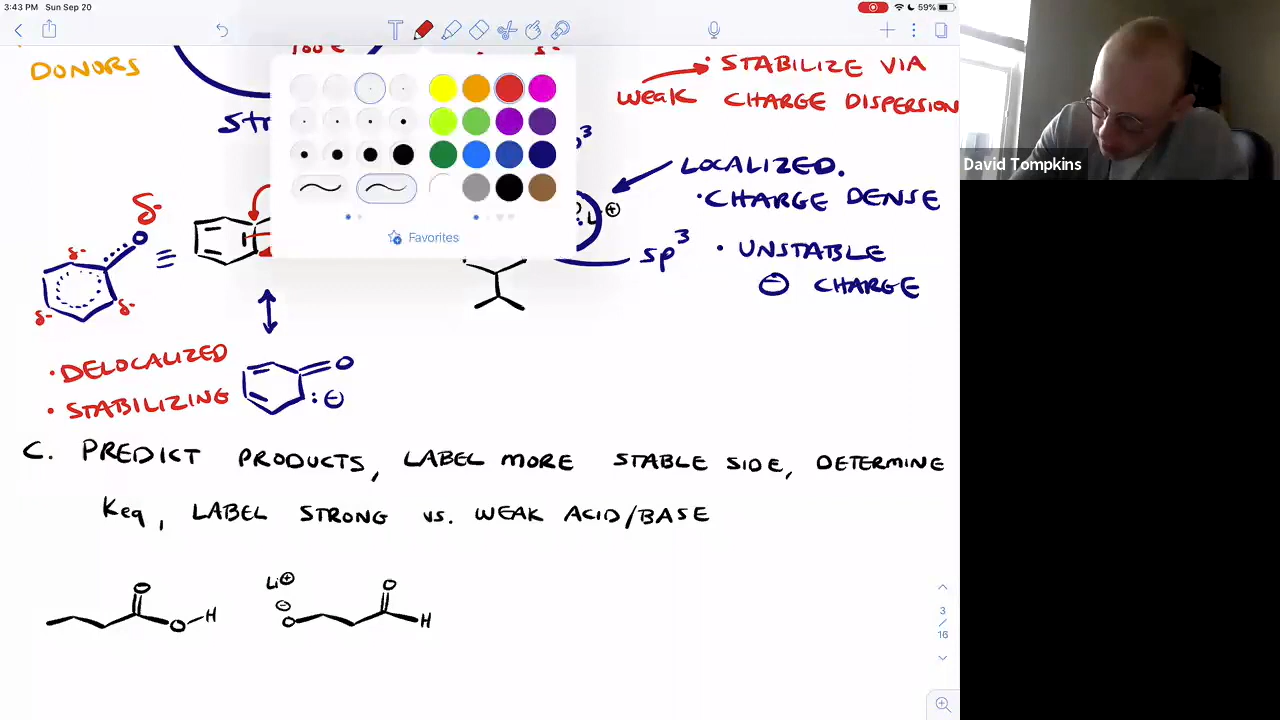 3:43 PM Sun Sep 20
59%
DONORS
STABILIZE VIA
WEAK CHARGE DISPERSION
LOCALIZED.
·CHARGE DENSE
David Tompkins
Li⊕
sp³
· UNSTABLE
⊖ CHARGE
δ-
δ-
O
≡
δ-
δ-
Favorites
·DELOCALIZED
· STABILIZING
O
:⊖
C. PREDICT PRODUCTS, LABEL MORE STABLE SIDE, DETERMINE
Keq, LABEL STRONG vs. WEAK ACID/BASE
O
O-H
Li⊕
⊖
O
O
H
3
/
16